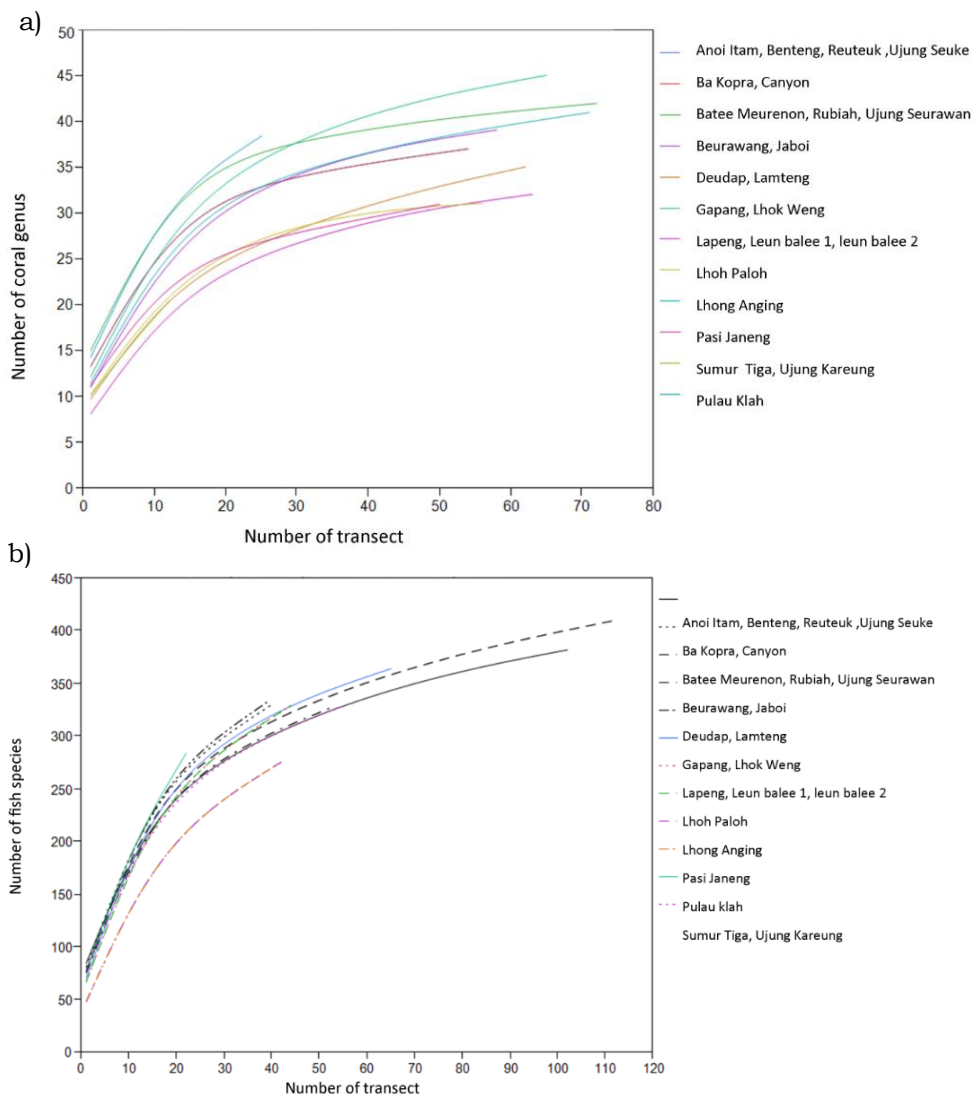 a)
50
45
40
35
30
25
20
15
10
5
0
Number of coral genus
0 10 20 30 40 50 60 70 80
Number of transect
Anoi Itam, Benteng, Reuteuk ,Ujung Seuke
Ba Kopra, Canyon
Batee Meurenon, Rubiah, Ujung Seurawan
Beurawang, Jaboi
Deudap, Lamteng
Gapang, Lhok Weng
Lapeng, Leun balee 1, leun balee 2
Lhoh Paloh
Lhong Anging
Pasi Janeng
Sumur Tiga, Ujung Kareung
Pulau Klah
b)
450
400
350
300
250
200
150
100
50
0
Number of fish species
0 10 20 30 40 50 60 70 80 90 100 110 120
Number of transect
Anoi Itam, Benteng, Reuteuk ,Ujung Seuke
Ba Kopra, Canyon
Batee Meurenon, Rubiah, Ujung Seurawan
Beurawang, Jaboi
Deudap, Lamteng
Gapang, Lhok Weng
Lapeng, Leun balee 1, leun balee 2
Lhoh Paloh
Lhong Anging
Pasi Janeng
Pulau klah
Sumur Tiga, Ujung Kareung